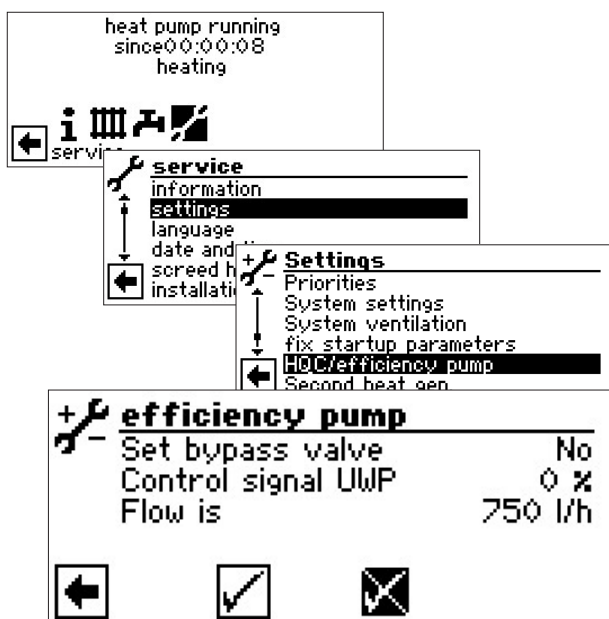 heat pump running
since00:00:08
heating
service
information
settings
language
date and
screed h
installati
Settings
Priorities
System settings
System ventilation
fix startup parameters
HQC/efficiency pump
Second heat gen
efficiency pump
Set bypass valve No
Control signal UWP 0 %
Flow is 750 l/h